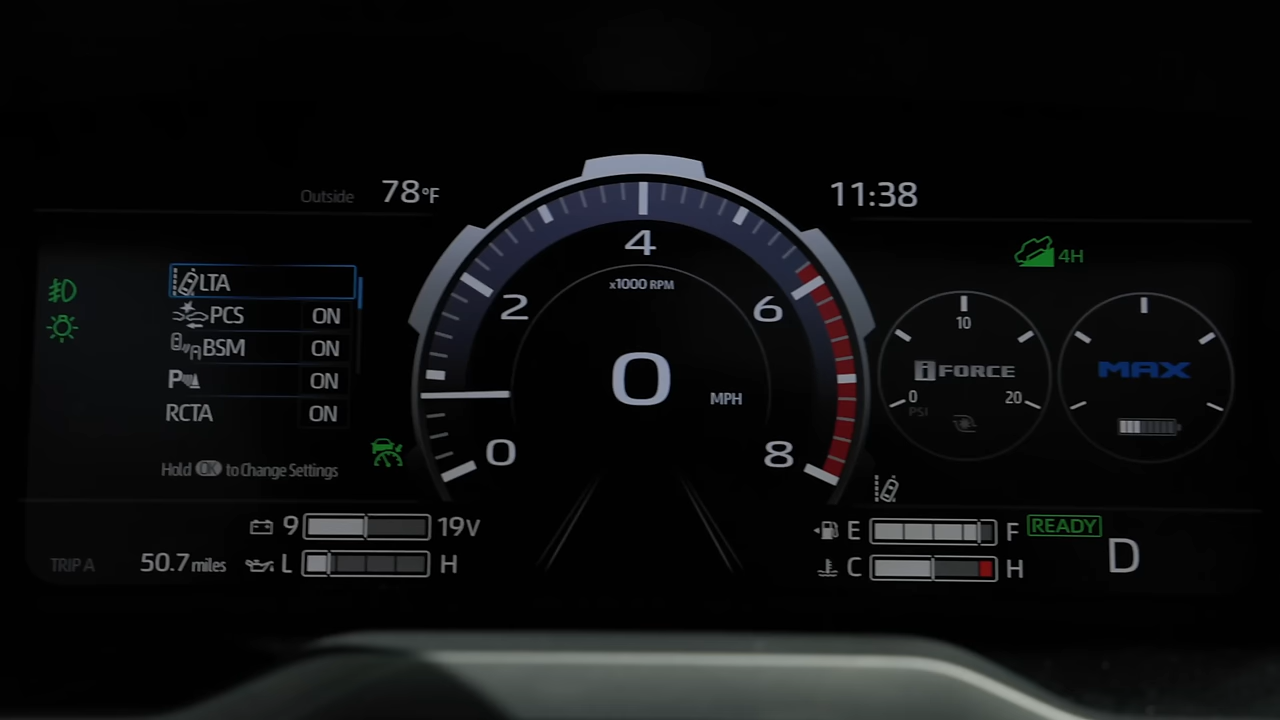 Outside 78°F
11:38
4H
LTA
PCS ON
BSM ON
P ON
RCTA ON
Hold OK to Change Settings
0
2
4
6
8
x1000 RPM
0 MPH
10
iFORCE
0 20
PSI
MAX
9 19V
L H
TRIP A 50.7 miles
E F
C H
READY
D